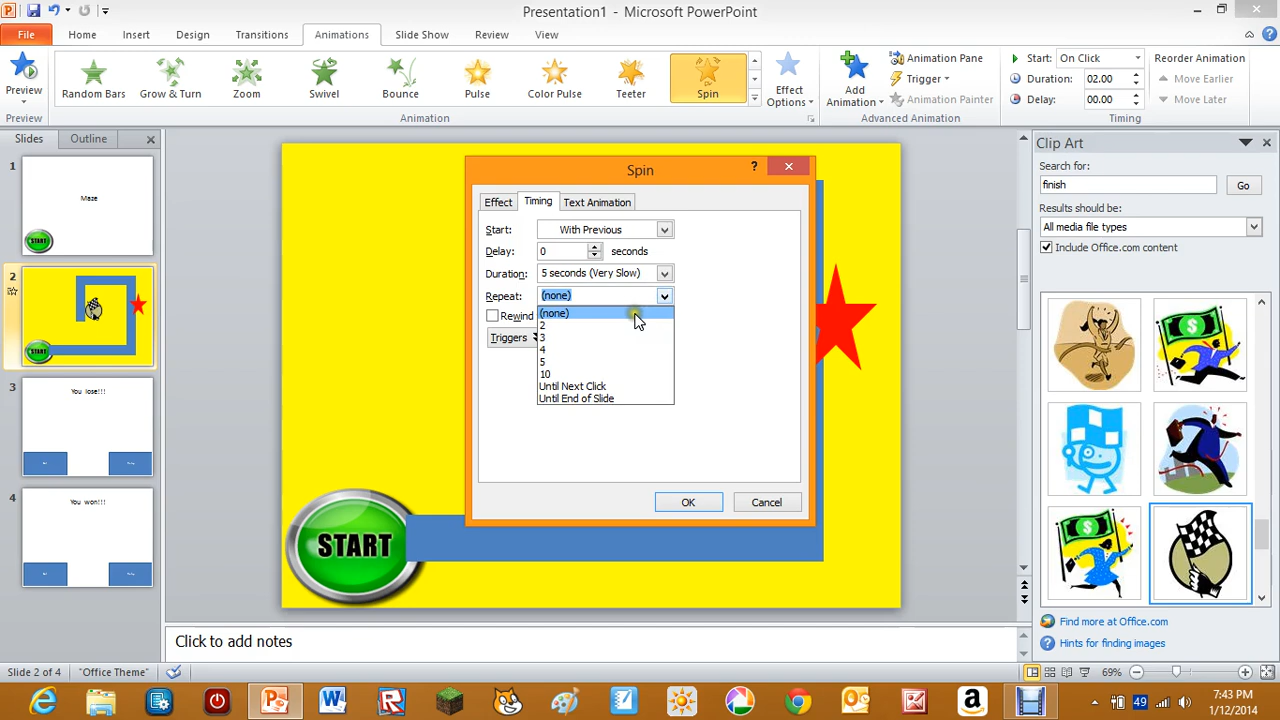 Presentation1 - Microsoft PowerPoint
File Home Insert Design Transitions Animations Slide Show Review View
Preview
Random Bars
Grow & Turn
Zoom
Swivel
Bounce
Pulse
Color Pulse
Teeter
Spin
Effect Options
Add Animation
Animation Pane
Trigger
Animation Painter
Start: On Click
Duration: 02.00
Delay: 00.00
Reorder Animation
Move Earlier
Move Later
Preview
Animation
Advanced Animation
Timing
Slides Outline
1
Maze
START
2
START
3
You lose!!!
4
You won!!!
START
Spin
?
Effect Timing Text Animation
Start: With Previous
Delay: 0 seconds
Duration: 5 seconds (Very Slow)
Repeat: (none)
Rewind
Triggers
(none)
2
3
4
5
10
Until Next Click
Until End of Slide
OK Cancel
Clip Art
Search for:
finish
Go
Results should be:
All media file types
Include Office.com content
Find more at Office.com
Hints for finding images
Click to add notes
Slide 2 of 4 "Office Theme"
69%
49
7:43 PM
1/12/2014